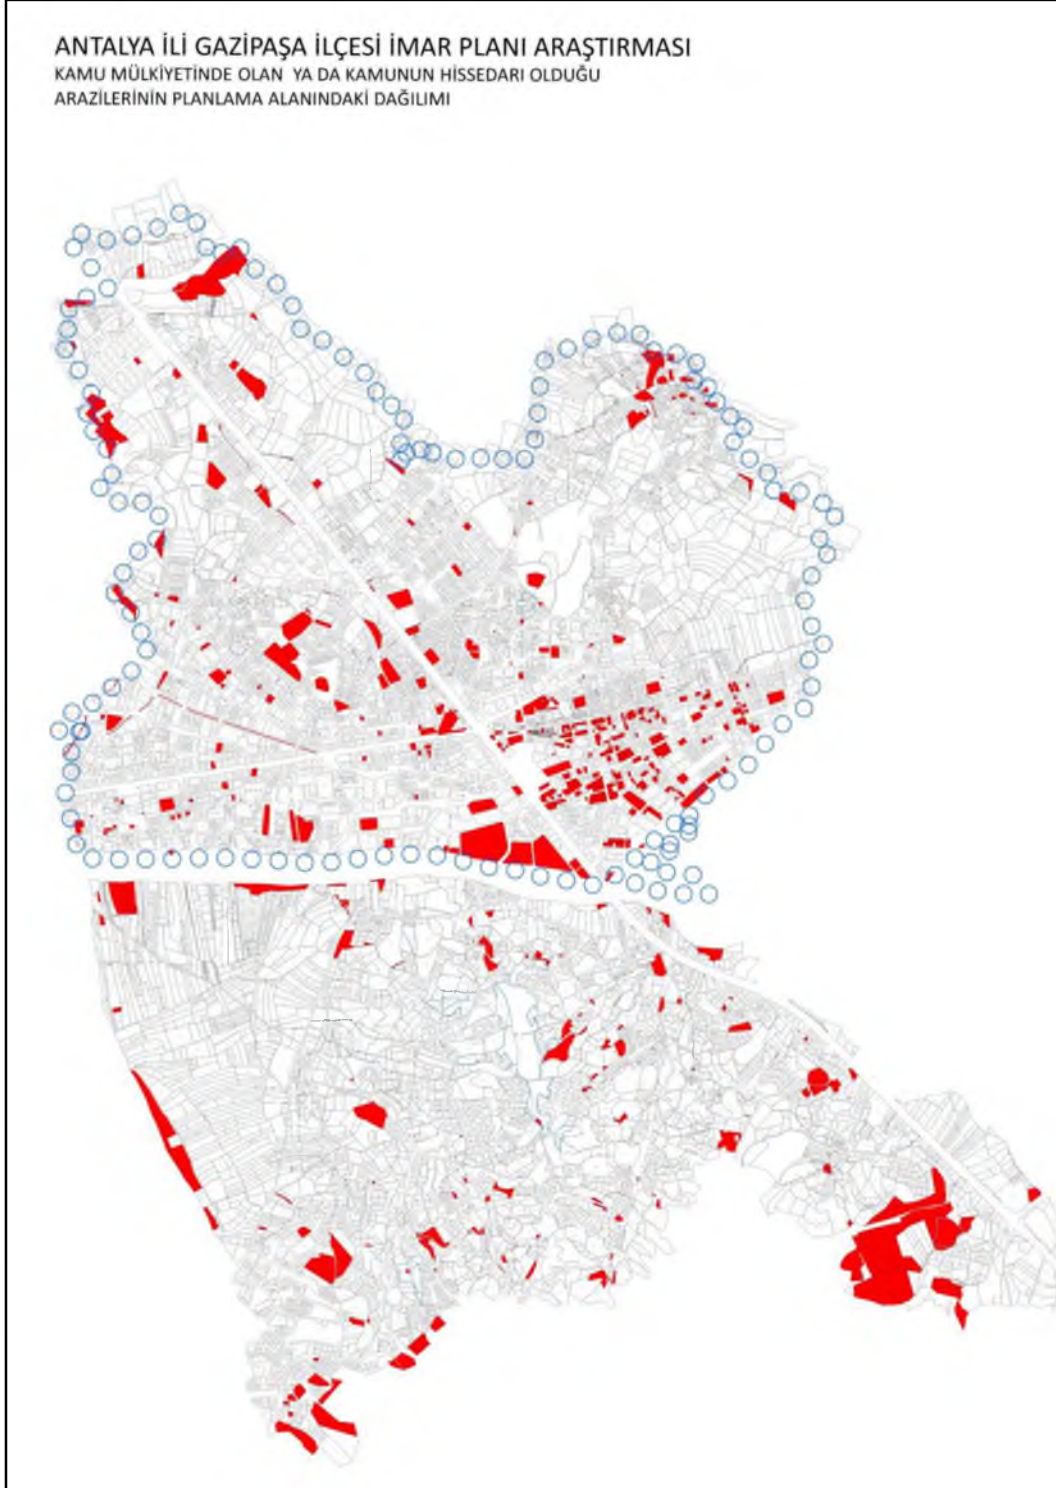 ANTALYA İLİ GAZİPAŞA İLÇESİ İMAR PLANI ARAŞTIRMASI
KAMU MÜLKİYETİNDE OLAN YA DA KAMUNUN HİSSEDARI OLDUĞU
ARAZİLERİNİN PLANLAMA ALANINDAKİ DAĞILIMI